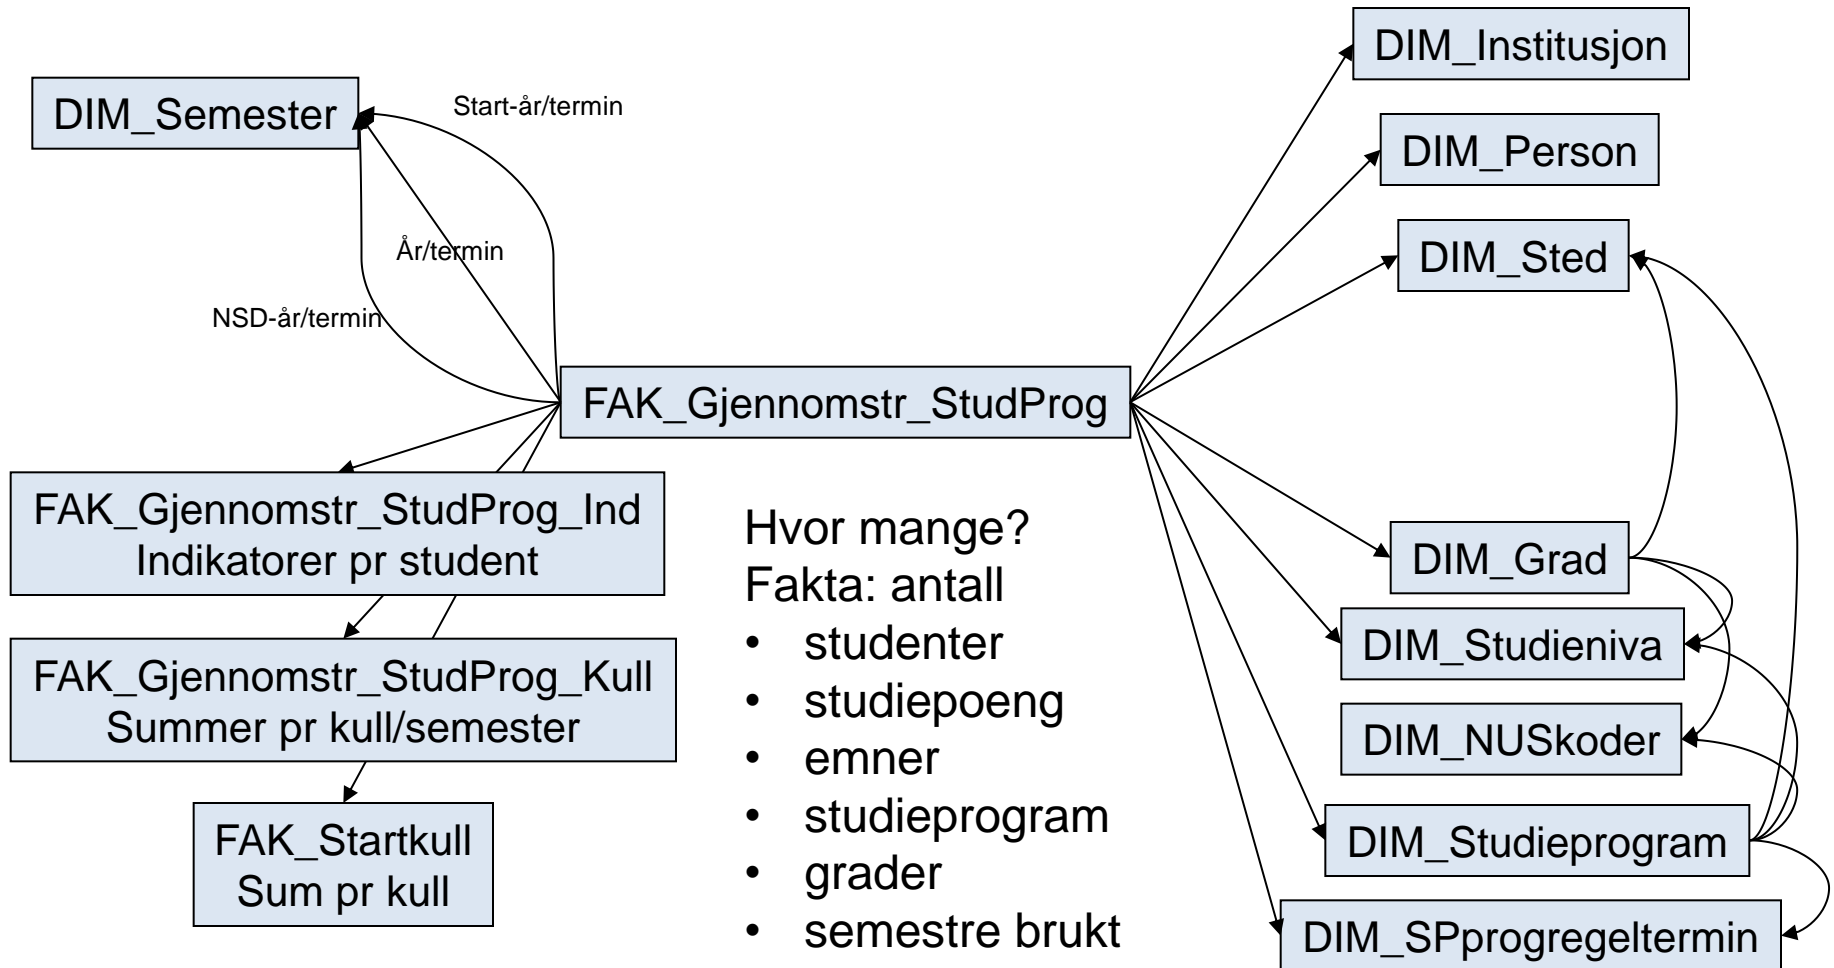 DIM_Institusjon
DIM_Semester
Start-år/termin
DIM_Person
DIM_Sted
År/termin
NSD-år/termin
FAK_Gjennomstr_StudProg
FAK_Gjennomstr_StudProg_Ind
Indikatorer pr student
FAK_Gjennomstr_StudProg_Kull
Summer pr kull/semester
FAK_Startkull
Sum pr kull
Hvor mange?
Fakta: antall
• studenter
• studiepoeng
• emner
• studieprogram
• grader
• semestre brukt
DIM_Grad
DIM_Studieniva
DIM_NUSkoder
DIM_Studieprogram
DIM_SPprogregeltermin